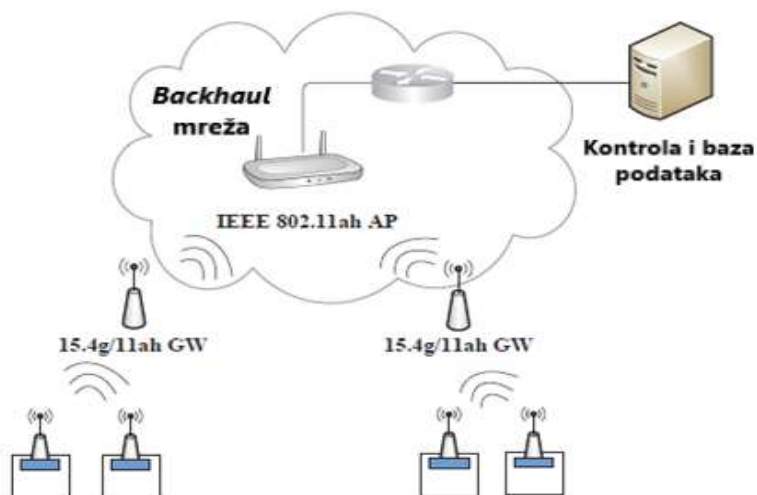 Backhaul
mreža
Kontrola i baza
podataka
IEEE 802.11ah AP
15.4g/11ah GW
15.4g/11ah GW